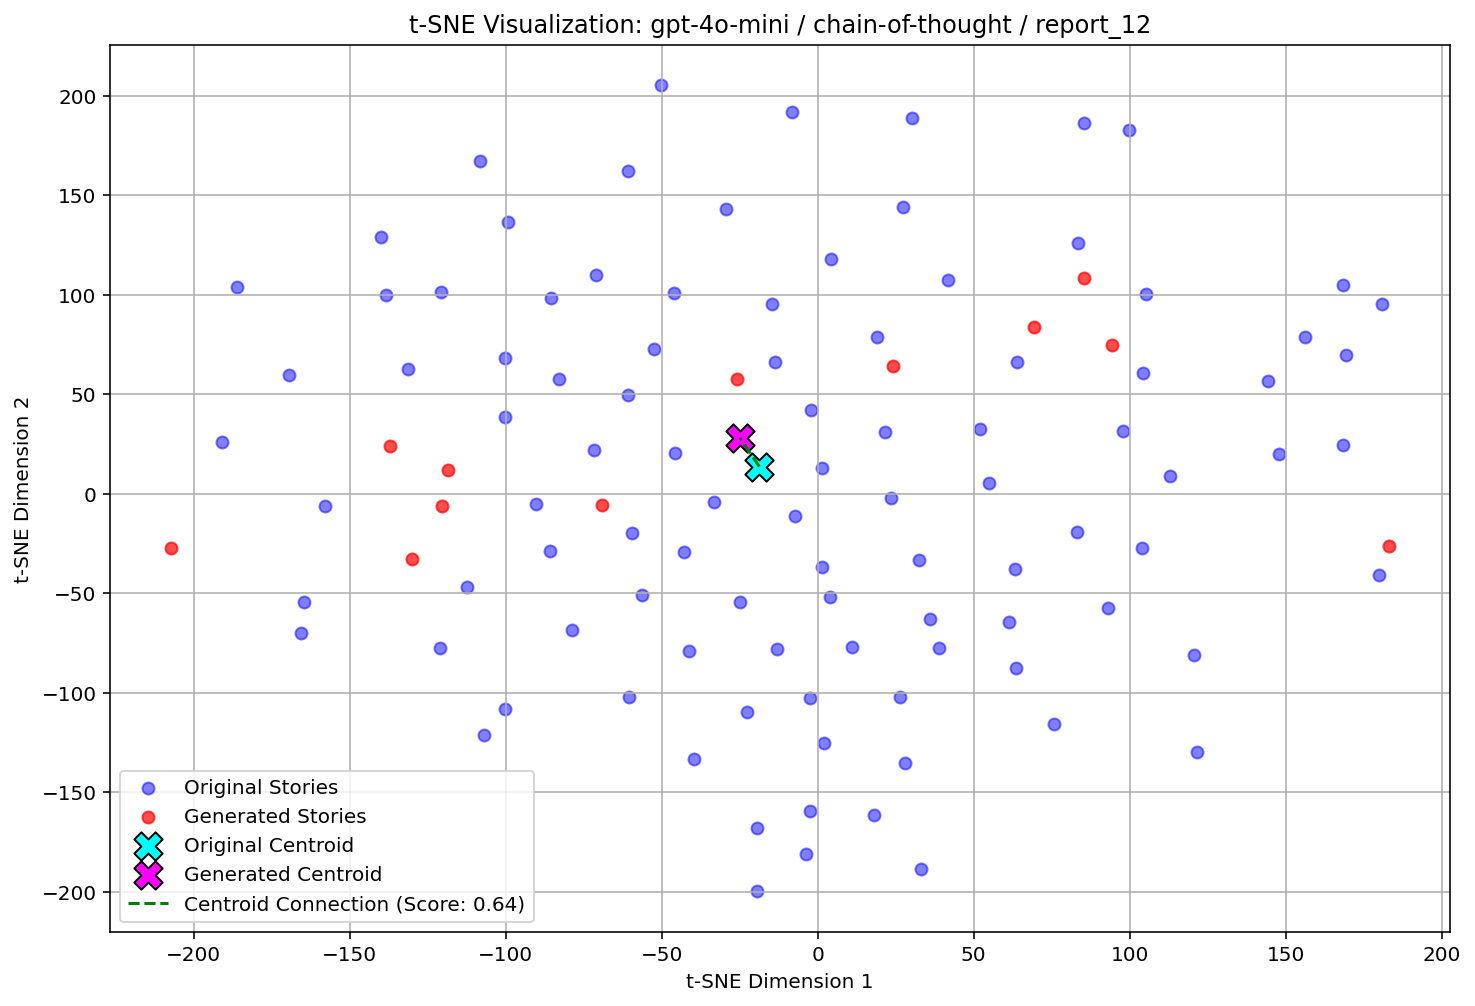 t-SNE Visualization: gpt-4o-mini / chain-of-thought / report_12
t-SNE Dimension 2
200
150
100
50
0
−50
−100
−150
−200
Original Stories
Generated Stories
Original Centroid
Generated Centroid
Centroid Connection (Score: 0.64)
−200 −150 −100 −50 0 50 100 150 200
t-SNE Dimension 1